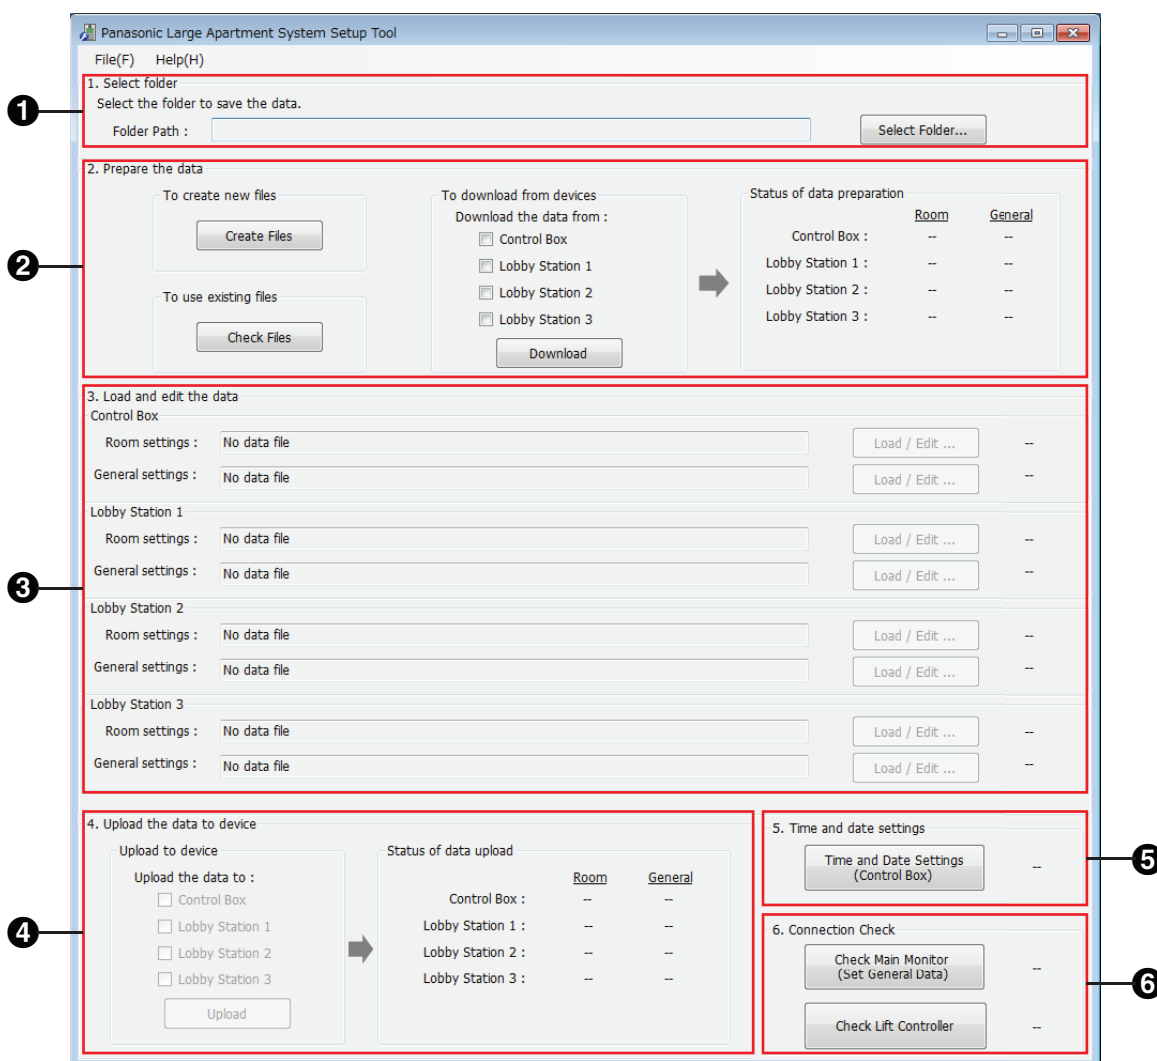 Panasonic Large Apartment System Setup Tool
File(F) Help(H)
1. Select folder
Select the folder to save the data.
Folder Path :
Select Folder...
1
2. Prepare the data
To create new files
Create Files
To use existing files
Check Files
To download from devices
Download the data from :
Control Box
Lobby Station 1
Lobby Station 2
Lobby Station 3
Download
Status of data preparation
Room General
Control Box : -- --
Lobby Station 1 : -- --
Lobby Station 2 : -- --
Lobby Station 3 : -- --
2
3. Load and edit the data
Control Box
Room settings : No data file Load / Edit ... --
General settings : No data file Load / Edit ... --
Lobby Station 1
Room settings : No data file Load / Edit ... --
General settings : No data file Load / Edit ... --
3
Lobby Station 2
Room settings : No data file Load / Edit ... --
General settings : No data file Load / Edit ... --
Lobby Station 3
Room settings : No data file Load / Edit ... --
General settings : No data file Load / Edit ... --
4. Upload the data to device
Upload to device
Upload the data to :
Control Box
Lobby Station 1
Lobby Station 2
Lobby Station 3
Upload
Status of data upload
Room General
Control Box : -- --
Lobby Station 1 : -- --
Lobby Station 2 : -- --
Lobby Station 3 : -- --
4
5. Time and date settings
Time and Date Settings
(Control Box)
--
5
6. Connection Check
Check Main Monitor
(Set General Data)
--
Check Lift Controller
--
6